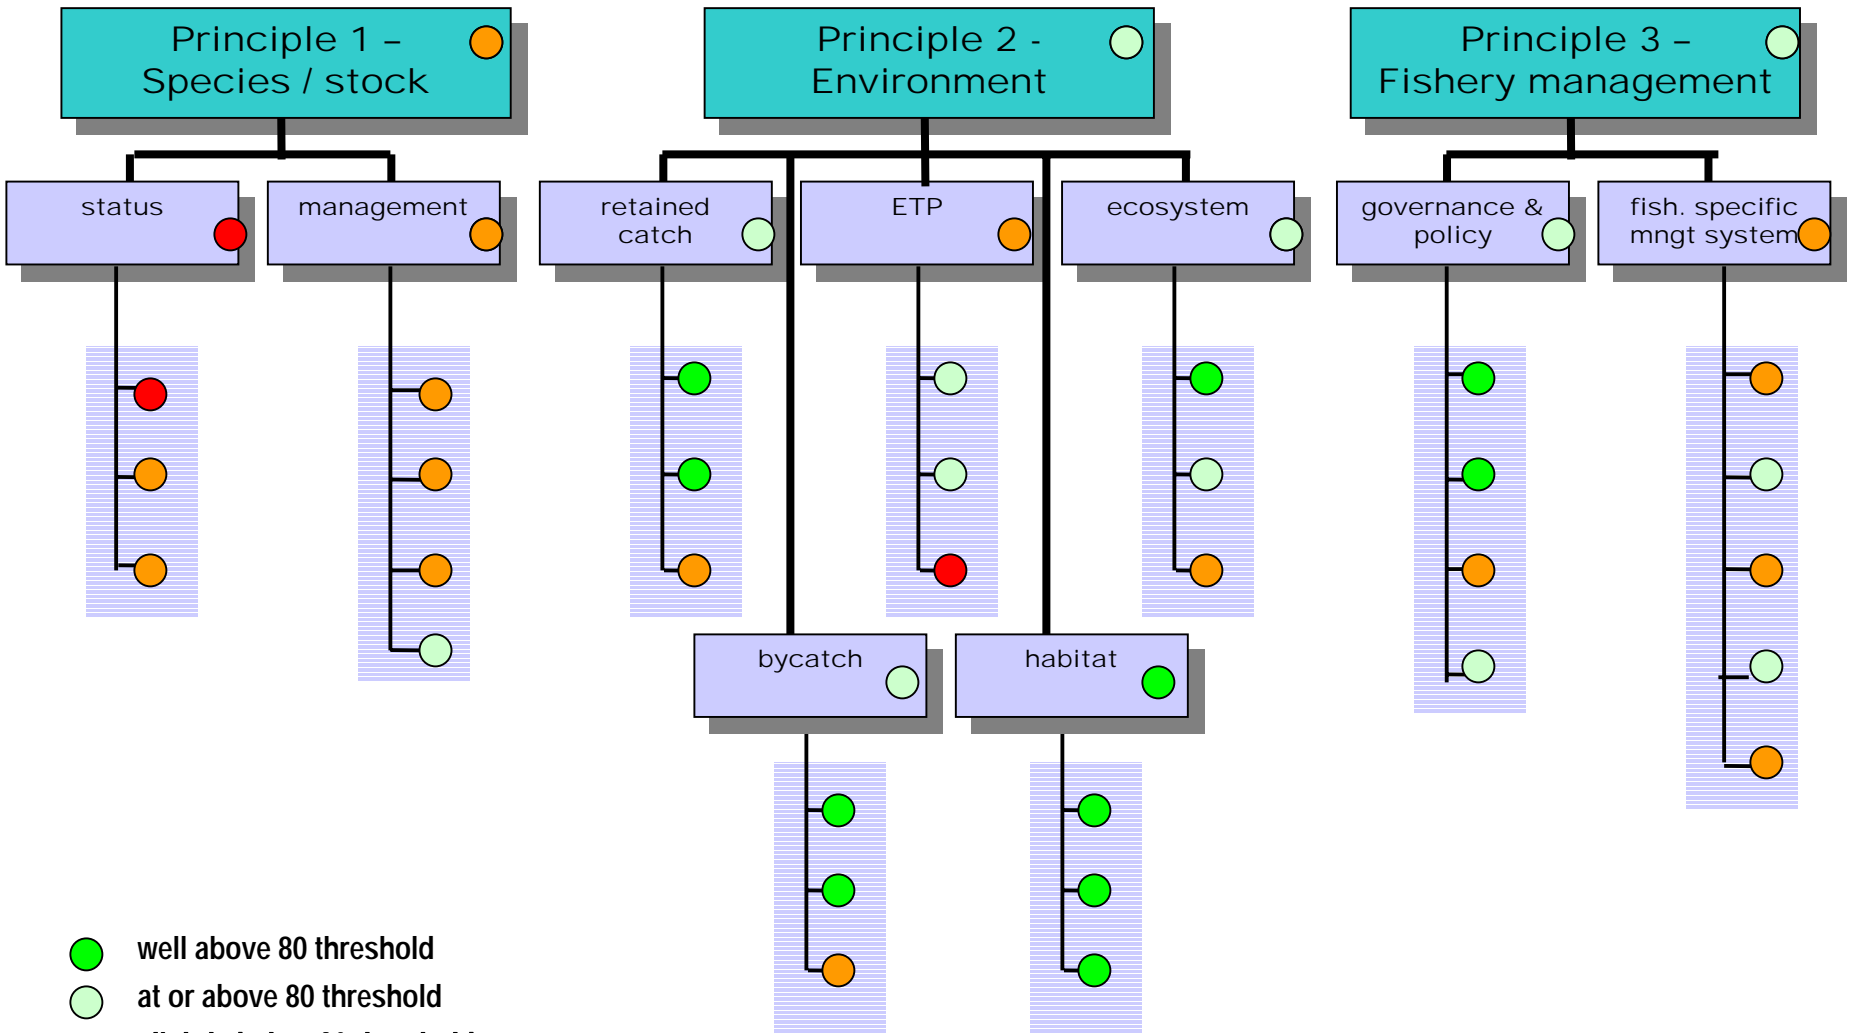 Principle 1 –
Species / stock
Principle 2 -
Environment
Principle 3 –
Fishery management
status
management
retained
catch
ETP
ecosystem
governance &
policy
fish. specific
mngt system
bycatch
habitat
well above 80 threshold
at or above 80 threshold